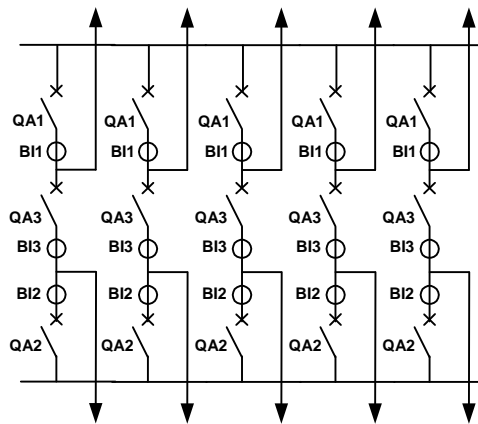 QA1 QA1 QA1 QA1 QA1
BI1 BI1 BI1 BI1 BI1
QA3 QA3 QA3 QA3 QA3
BI3 BI3 BI3 BI3 BI3
BI2 BI2 BI2 BI2 BI2
QA2 QA2 QA2 QA2 QA2